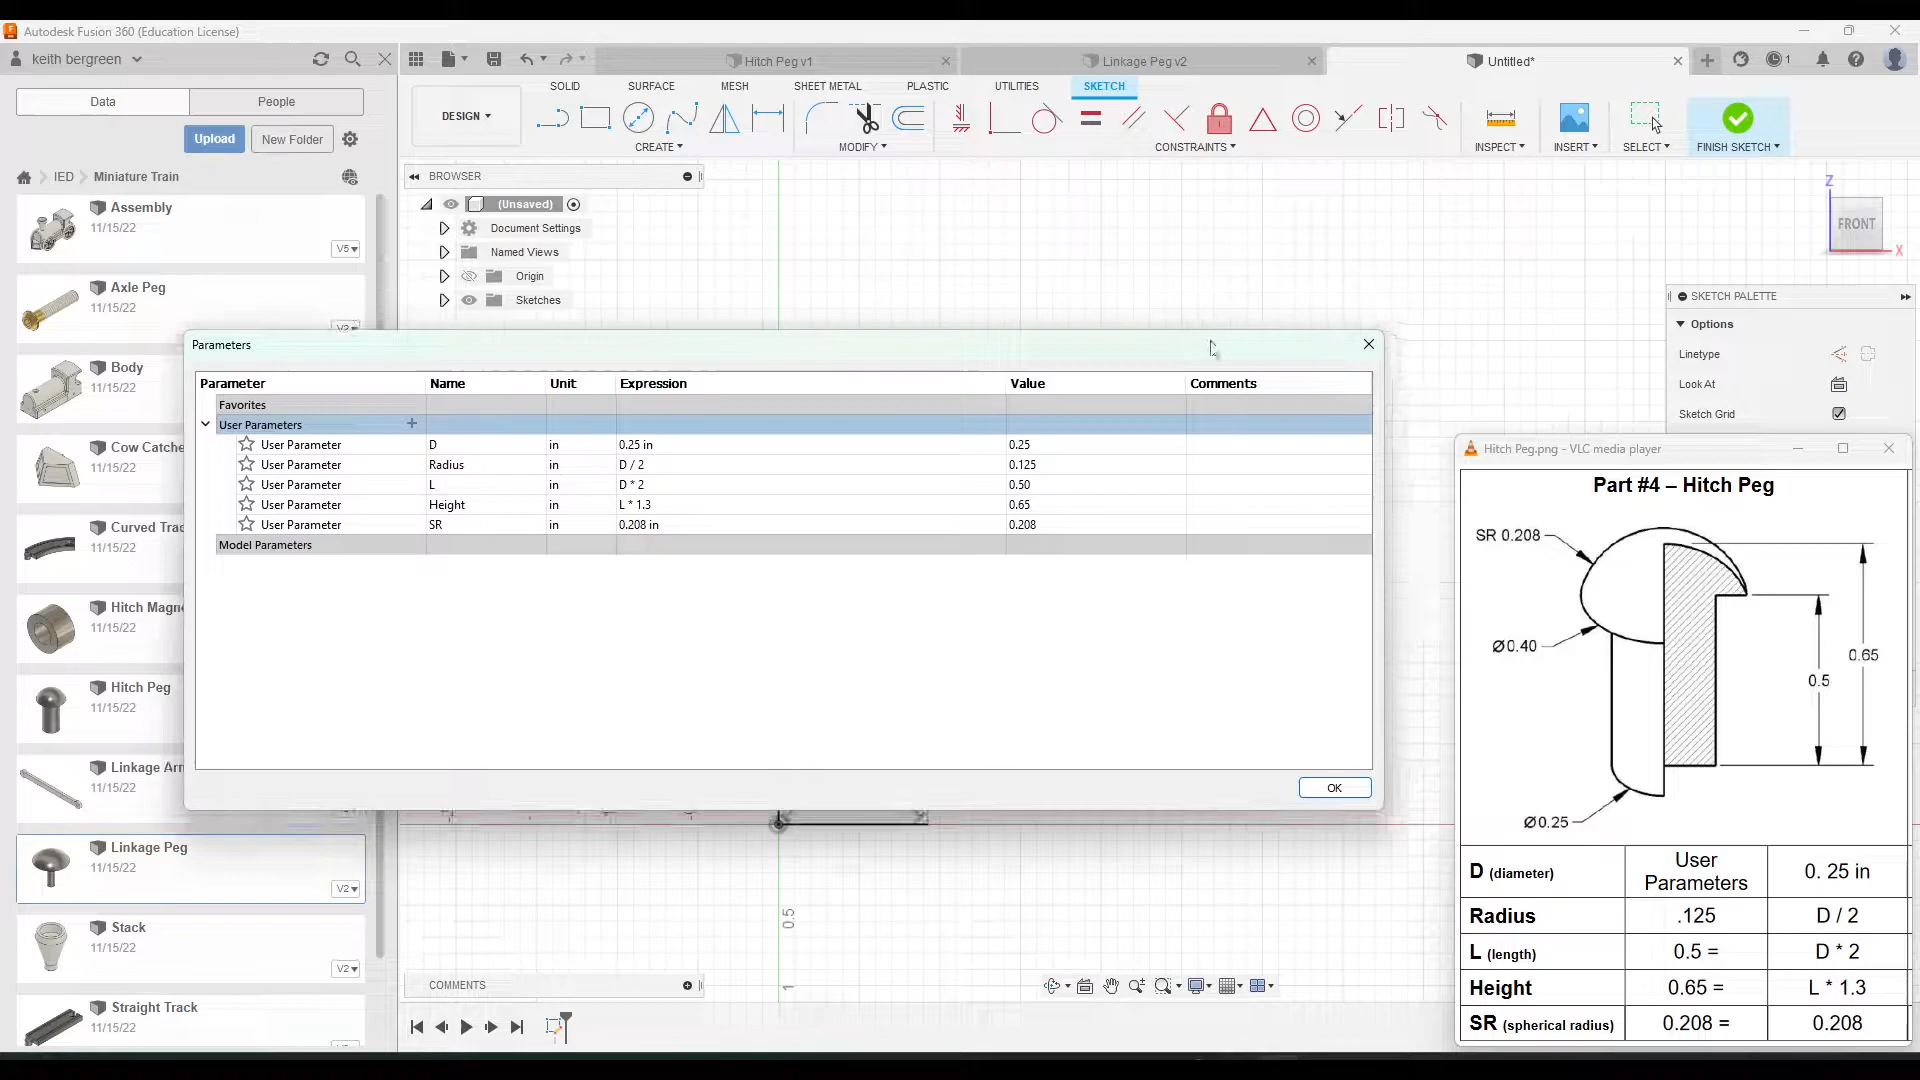 Autodesk Fusion 360 (Education License)
keith bergreen
Hitch Peg v1
Linkage Peg v2
Untitled*
1
Data
People
Upload
New Folder
IED
Miniature Train
Assembly
11/15/22
V5
Axle Peg
11/15/22
Body
11/15/22
11/15/22
11/15/22
11/15/22
Hitch Peg
11/15/22
11/15/22
Linkage Peg
11/15/22
V2
Stack
11/15/22
V2
Straight Track
11/15/22
DESIGN
SOLID
SURFACE
MESH
SHEET METAL
PLASTIC
UTILITIES
SKETCH
CREATE
MODIFY
CONSTRAINTS
INSPECT
INSERT
SELECT
FINISH SKETCH
BROWSER
(Unsaved)
Document Settings
Named Views
Origin
Sketches
Z
FRONT
X
SKETCH PALETTE
Options
Linetype
Look At
Sketch Grid
Parameters
Parameter Name Unit Expression Value Comments
Favorites
User Parameters +
User Parameter D in 0.25 in 0.25
User Parameter Radius in D / 2 0.125
User Parameter L in D * 2 0.50
User Parameter Height in L * 1.3 0.65
User Parameter SR in 0.208 in 0.208
Model Parameters
OK
0.5
1
COMMENTS
Hitch Peg.png - VLC media player
Part #4 – Hitch Peg
SR 0.208
Ø0.40
0.65
0.5
Ø0.25
D (diameter) User Parameters 0. 25 in
Radius .125 D / 2
L (length) 0.5 = D * 2
Height 0.65 = L * 1.3
SR (spherical radius) 0.208 = 0.208